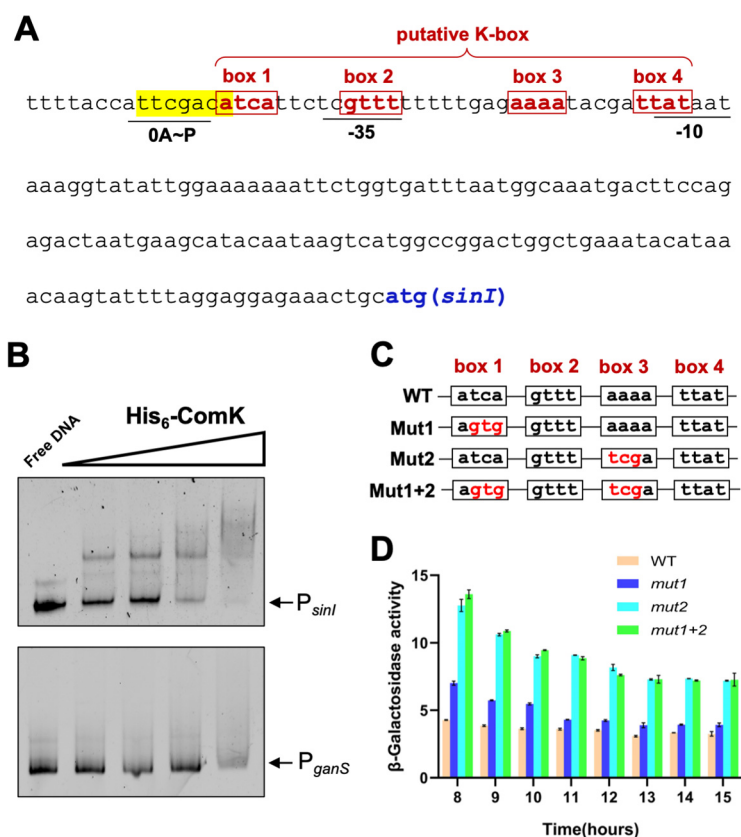 A
putative K-box
box 1 box 2 box 3 box 4
ttttaccattcgacatcattctcgtttttttttgagaaaatacgattataat
0A~P -35 -10
aaaggtatattggaaaaaaattctggtgatttaatggcaaatgacttccag
agactaatgaagcatacaataagtcatggccggactggctgaaatacataa
acaagtattttaggaggagaaactgcatg(sinI)
B
Free DNA
His6-ComK
PsinI
PganS
C
box 1 box 2 box 3 box 4
WT atca gttt aaaa ttat
Mut1 agtg gttt aaaa ttat
Mut2 atca gttt tcga ttat
Mut1+2 agtg gttt tcga ttat
D
WT
mut1
mut2
mut1+2
β-Galactosidase activity
15
10
5
0
8 9 10 11 12 13 14 15
Time(hours)